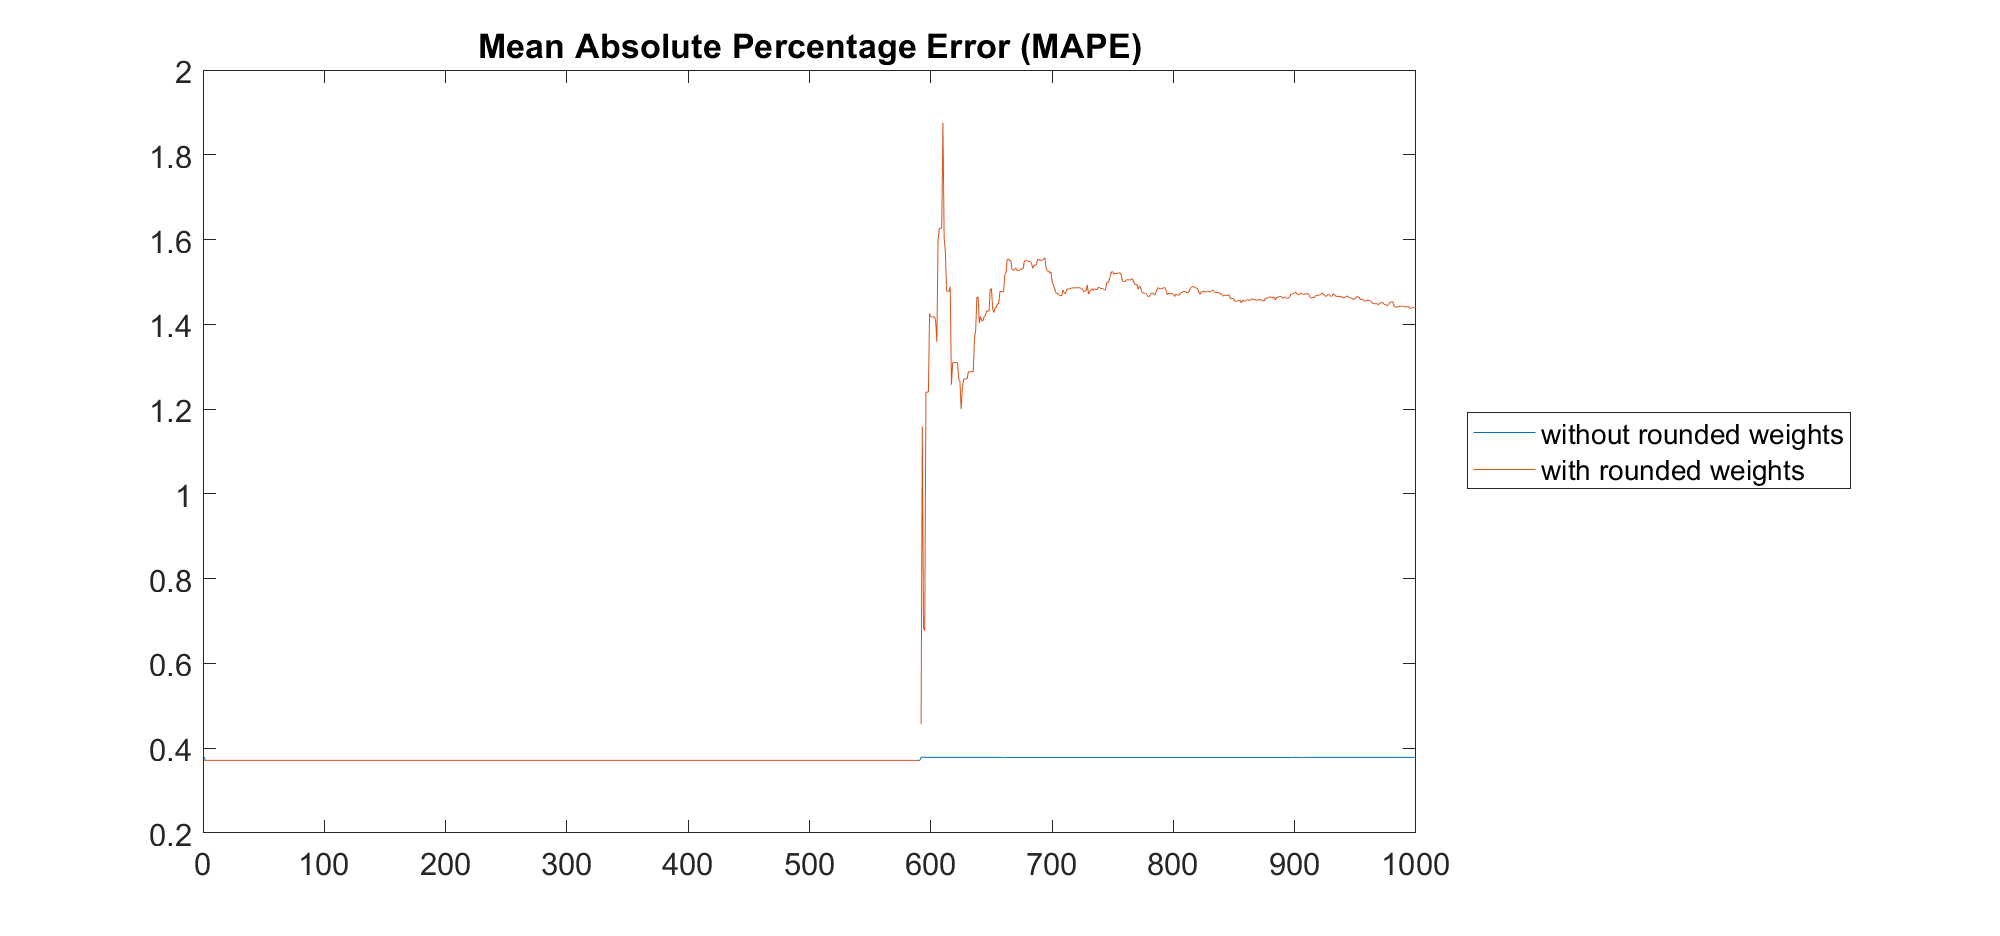 Mean Absolute Percentage Error (MAPE)
2
1.8
1.6
1.4
1.2
1
0.8
0.6
0.4
0.2
0 100 200 300 400 500 600 700 800 900 1000
without rounded weights
with rounded weights